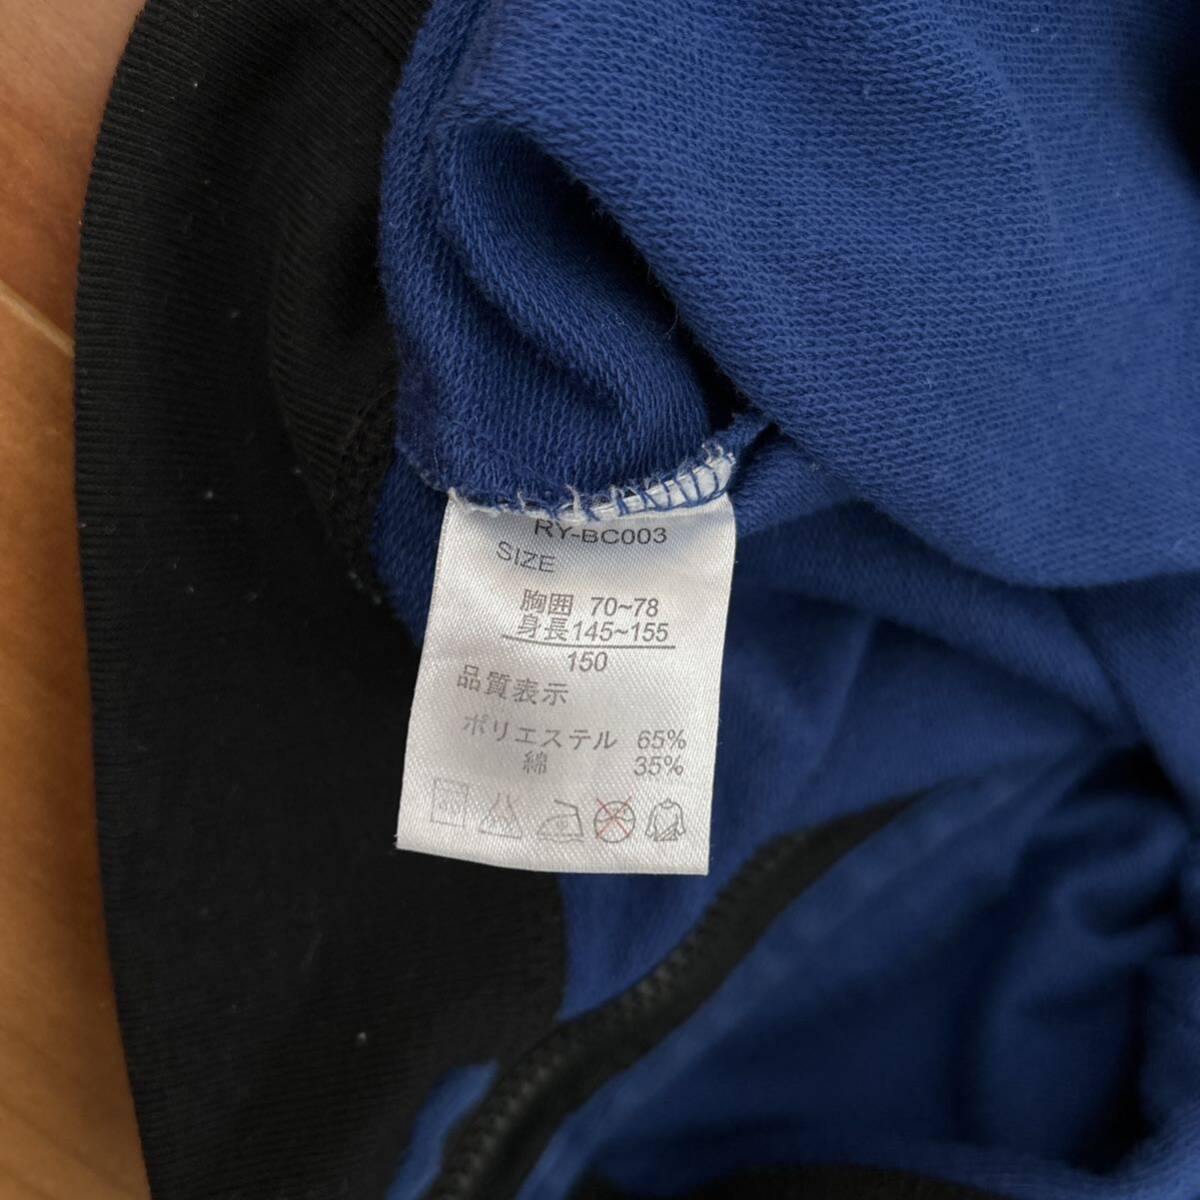 RY-BC003
SIZE
胸囲 70~78
身長145~155
150
品質表示
ポリエステル 65%
綿 35%